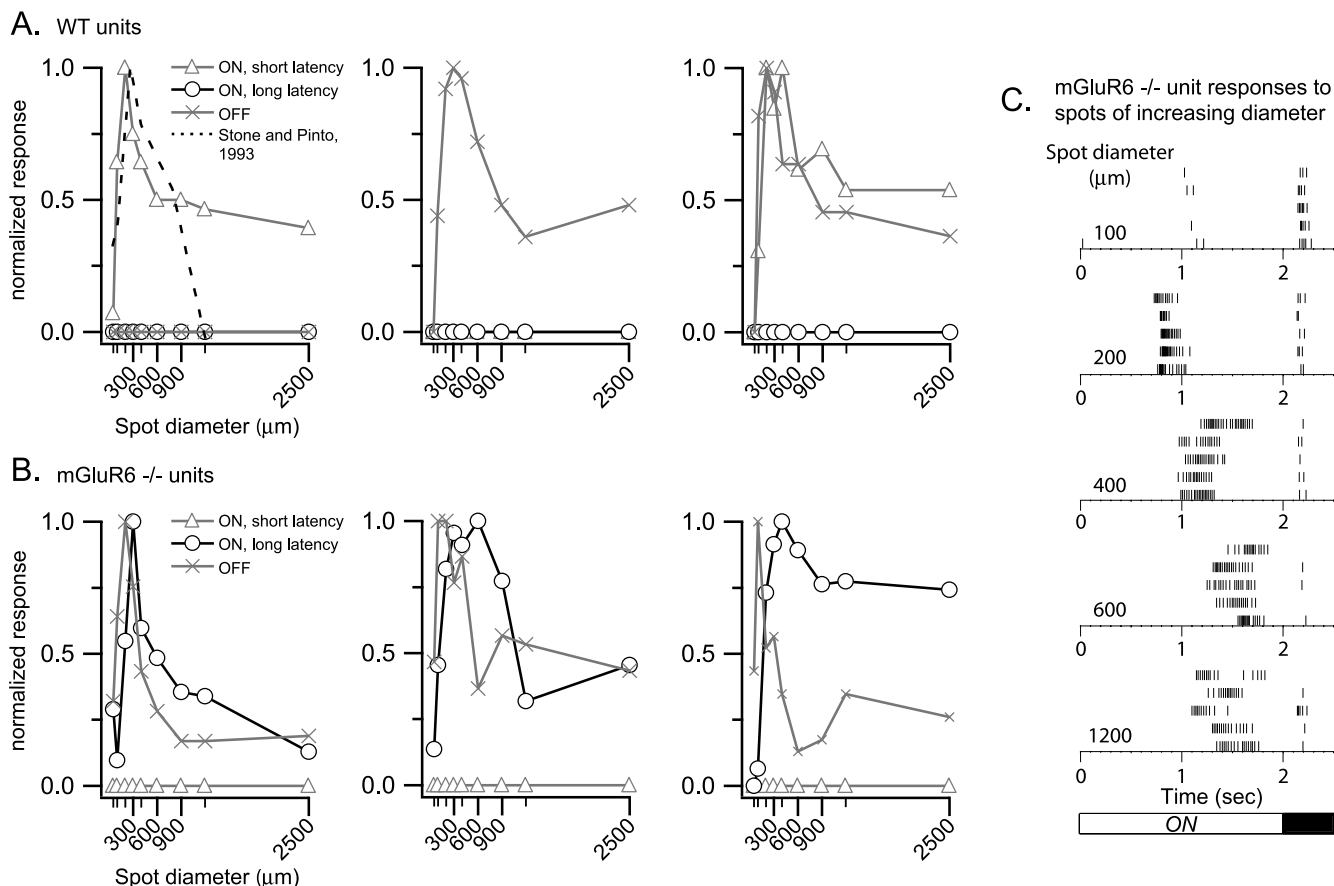 A. WT units
ON, short latency
ON, long latency
OFF
Stone and Pinto,
1993
normalized response
1.0
0.5
0.0
300
600
900
2500
Spot diameter (μm)
1.0
0.5
0.0
300
600
900
2500
1.0
0.5
0.0
300
600
900
2500
B. mGluR6 -/- units
ON, short latency
ON, long latency
OFF
normalized response
1.0
0.5
0.0
300
600
900
2500
Spot diameter (μm)
1.0
0.5
0.0
300
600
900
2500
1.0
0.5
0.0
300
600
900
2500
C. mGluR6 -/- unit responses to
spots of increasing diameter
Spot diameter
(μm)
100
0 1 2
200
0 1 2
400
0 1 2
600
0 1 2
1200
0 1 2
Time (sec)
ON